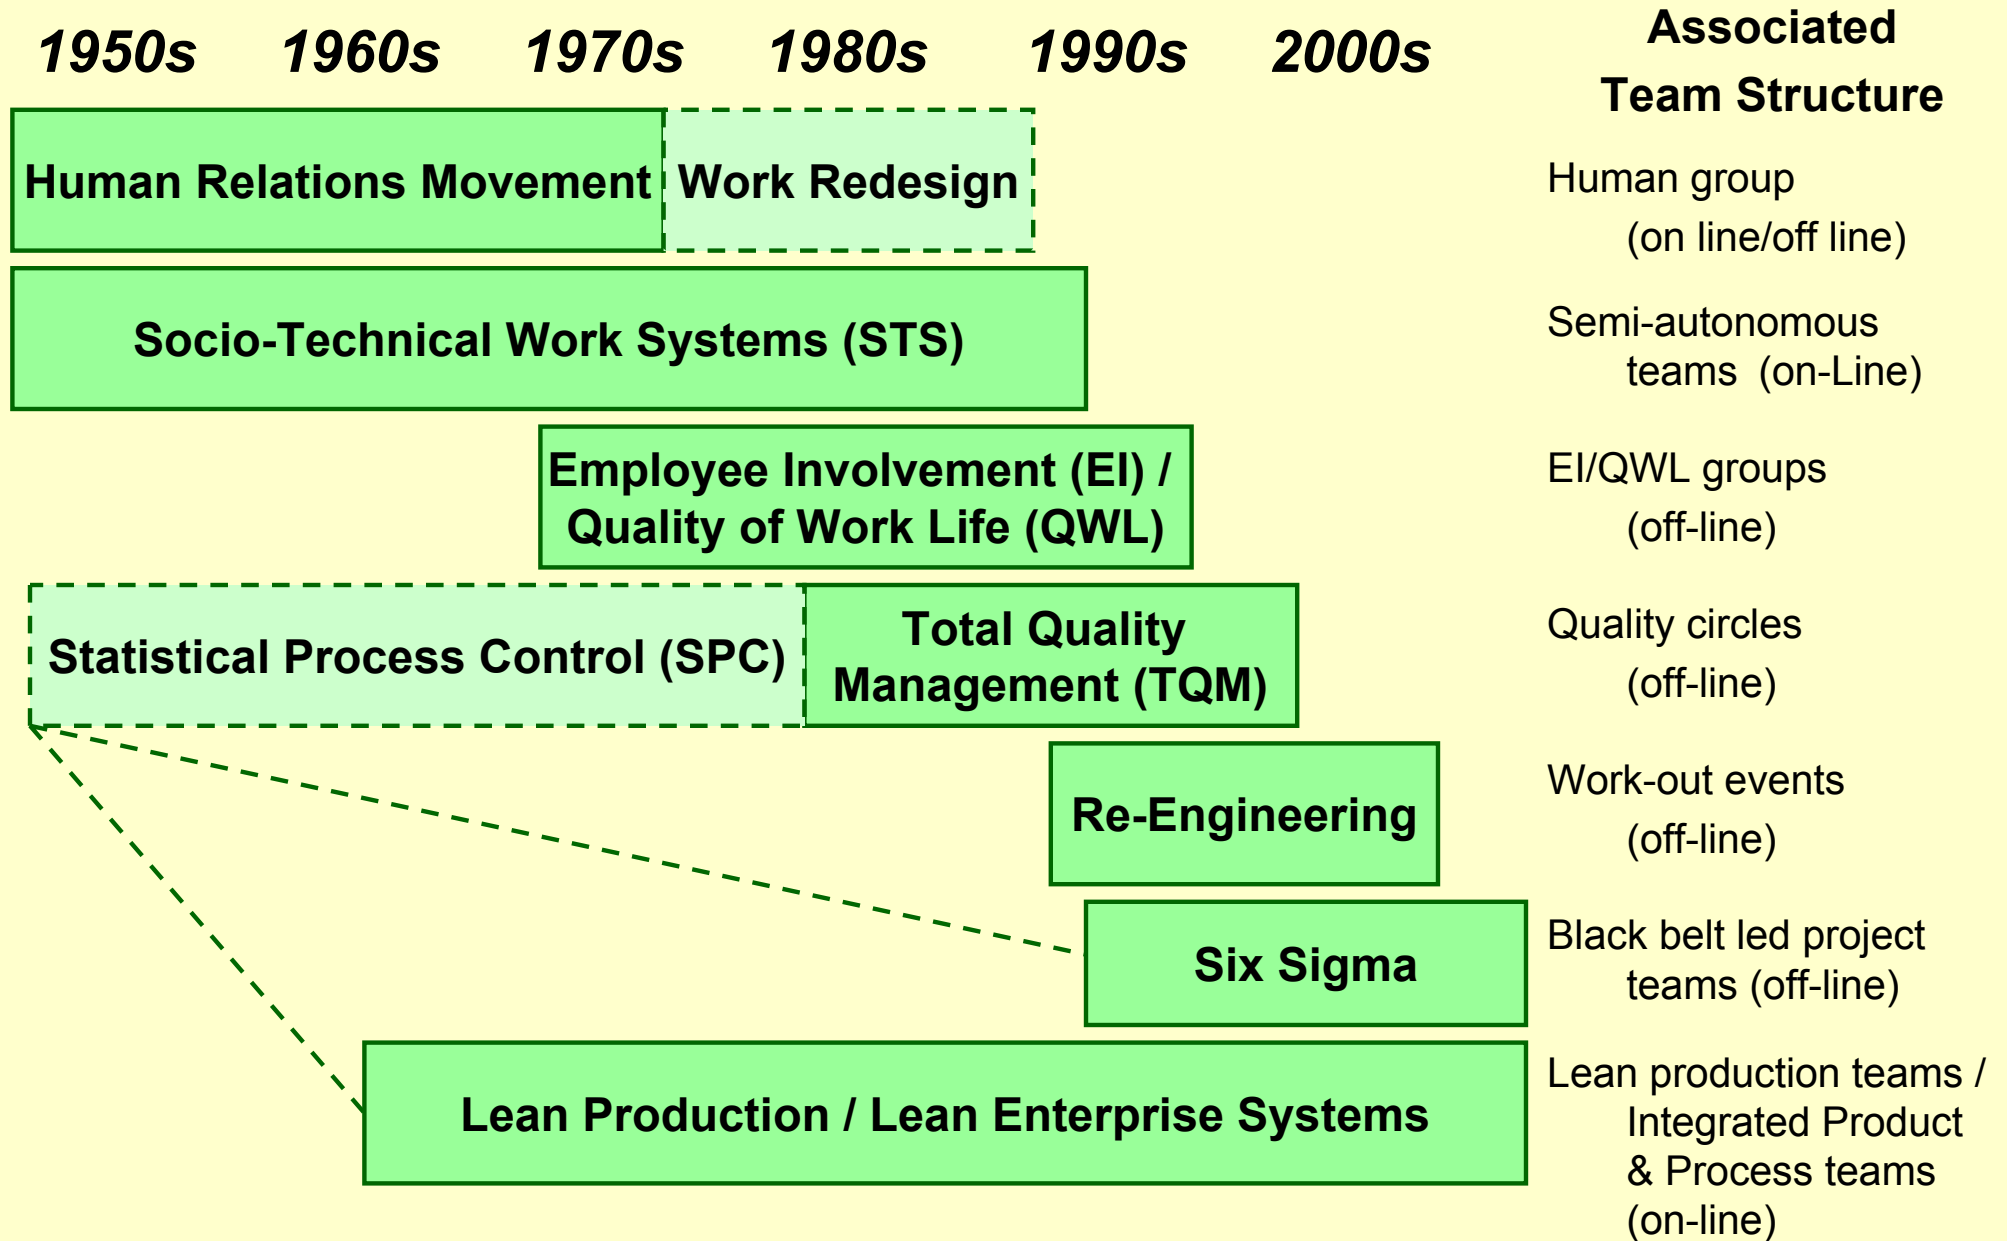 1950s 1960s 1970s 1980s 1990s 2000s
Associated
Team Structure
Human Relations Movement
Work Redesign
Human group
(on line/off line)
Socio-Technical Work Systems (STS)
Semi-autonomous
teams (on-Line)
Employee Involvement (EI) /
Quality of Work Life (QWL)
EI/QWL groups
(off-line)
Statistical Process Control (SPC)
Total Quality
Management (TQM)
Quality circles
(off-line)
Re-Engineering
Work-out events
(off-line)
Six Sigma
Black belt led project
teams (off-line)
Lean Production / Lean Enterprise Systems
Lean production teams /
Integrated Product
& Process teams
(on-line)